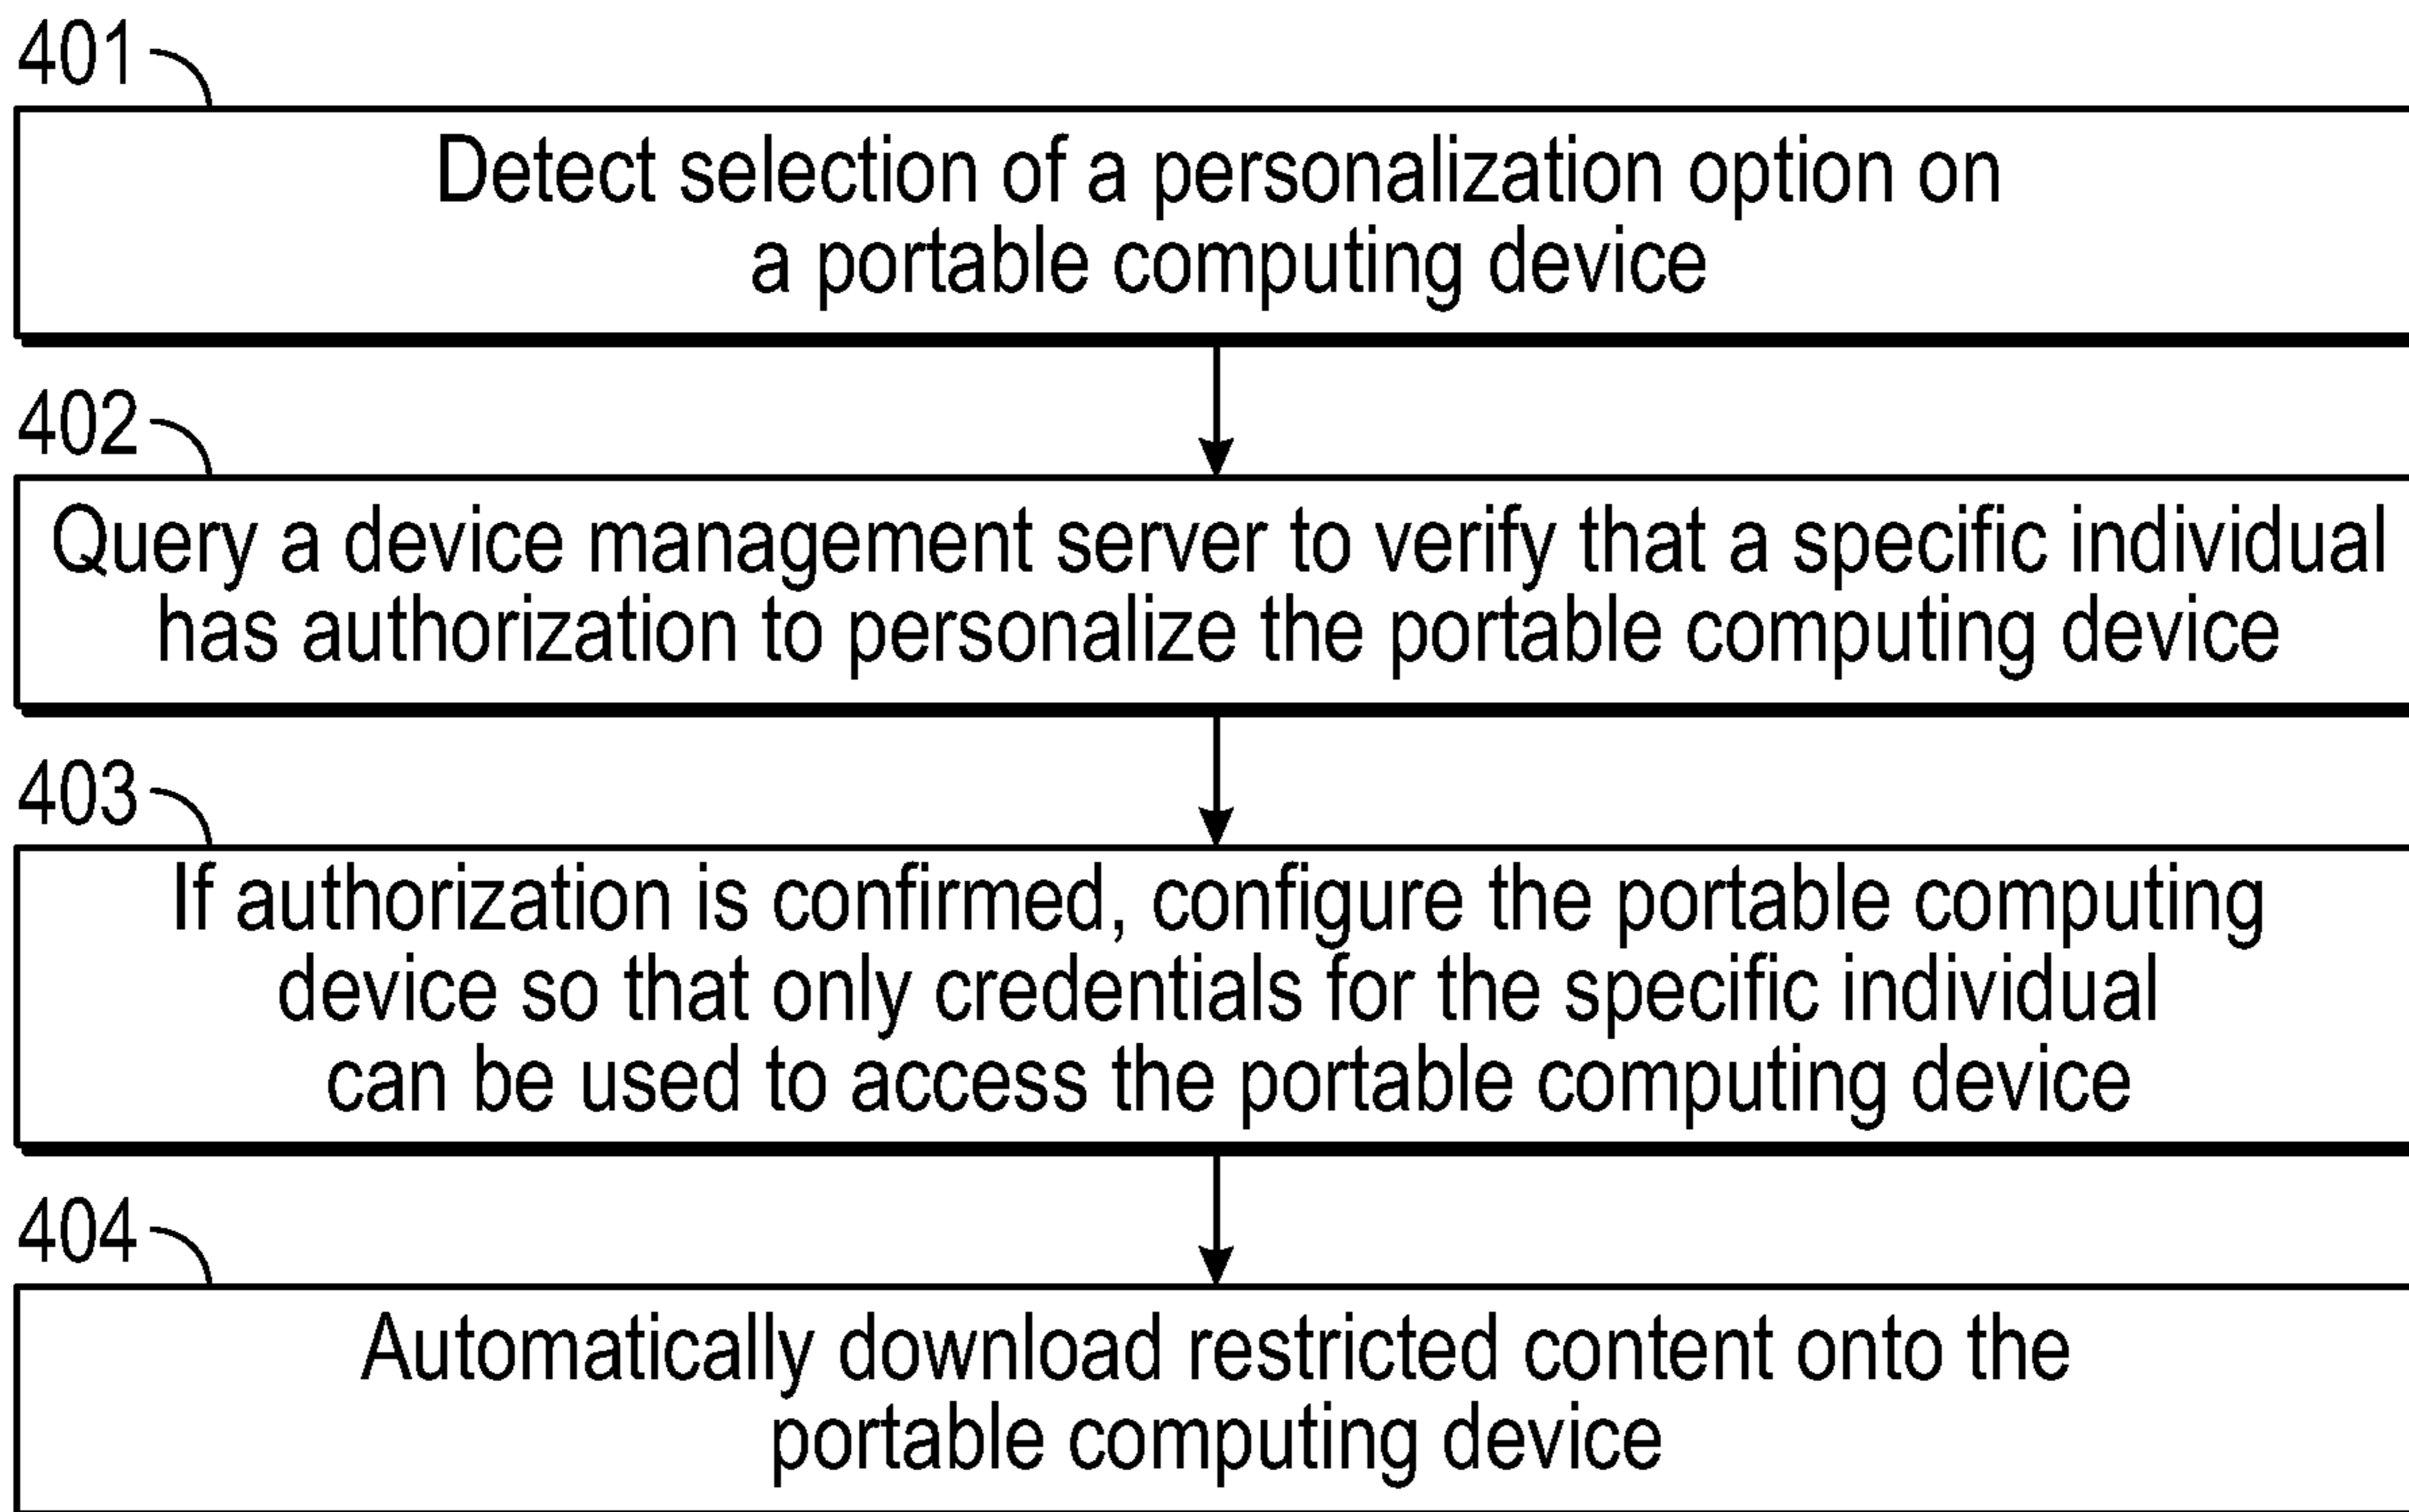 401
Detect selection of a personalization option on
a portable computing device
402
Query a device management server to verify that a specific individual
has authorization to personalize the portable computing device
403
If authorization is confirmed, configure the portable computing
device so that only credentials for the specific individual
can be used to access the portable computing device
404
Automatically download restricted content onto the
portable computing device